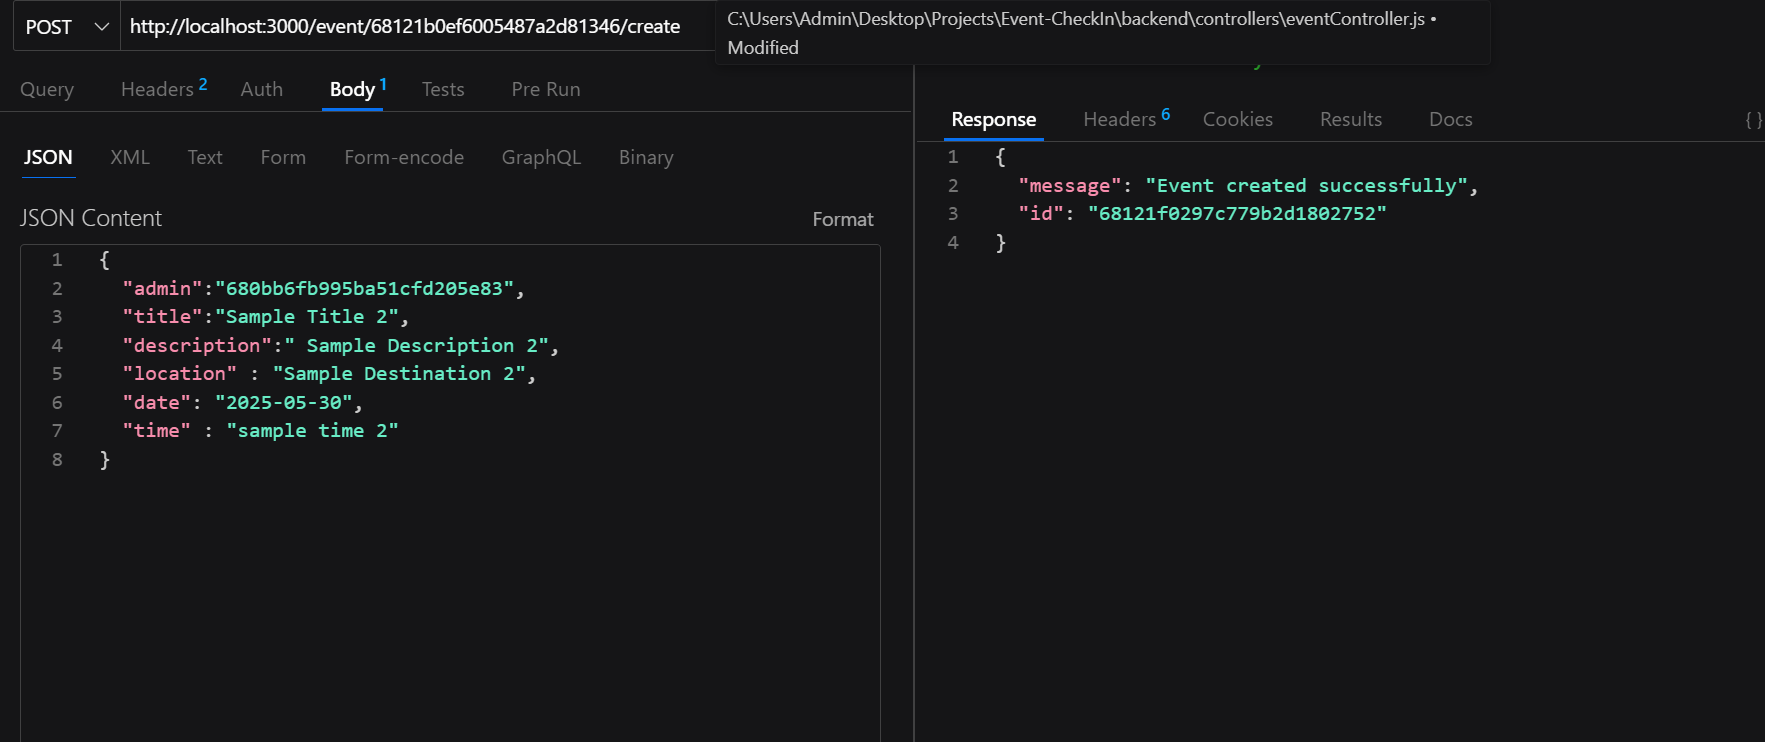 POST http://localhost:3000/event/68121b0ef6005487a2d81346/create
C:\Users\Admin\Desktop\Projects\Event-CheckIn\backend\controllers\eventController.js •
Modified
Query Headers 2 Auth Body 1 Tests Pre Run
JSON XML Text Form Form-encode GraphQL Binary
JSON Content Format
1 {
2 "admin":"680bb6fb995ba51cfd205e83",
3 "title":"Sample Title 2",
4 "description":" Sample Description 2",
5 "location" : "Sample Destination 2",
6 "date": "2025-05-30",
7 "time" : "sample time 2"
8 }
Response Headers 6 Cookies Results Docs { }
1 {
2 "message": "Event created successfully",
3 "id": "68121f0297c779b2d1802752"
4 }